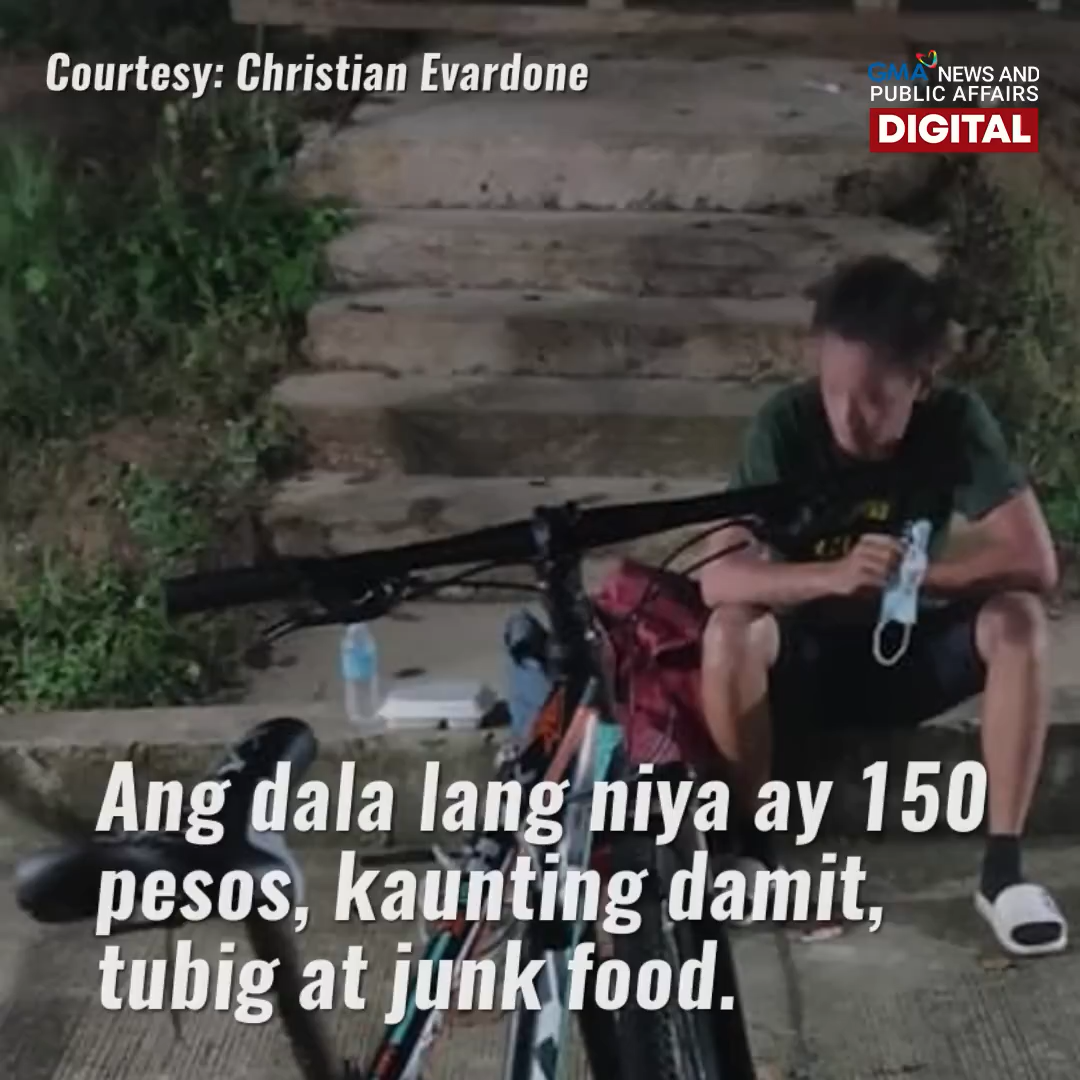 Courtesy: Christian Evardone
GMA NEWS AND
PUBLIC AFFAIRS
DIGITAL
Ang dala lang niya ay 150
pesos, kaunting damit,
tubig at junk food.